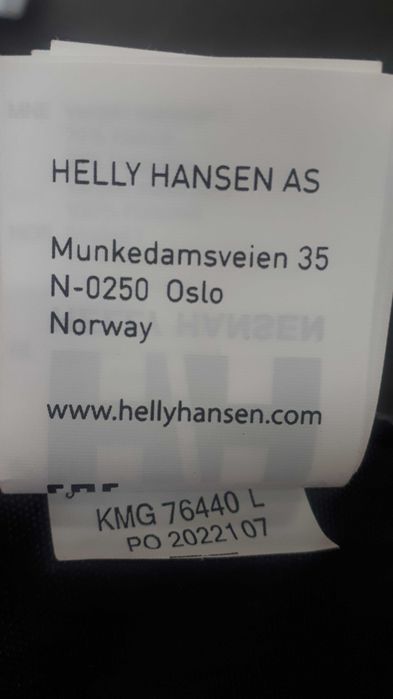 HELLY HANSEN AS
Munkedamsveien 35
N-0250 Oslo
Norway
www.hellyhansen.com
KMG 76440 L
PO 2022107